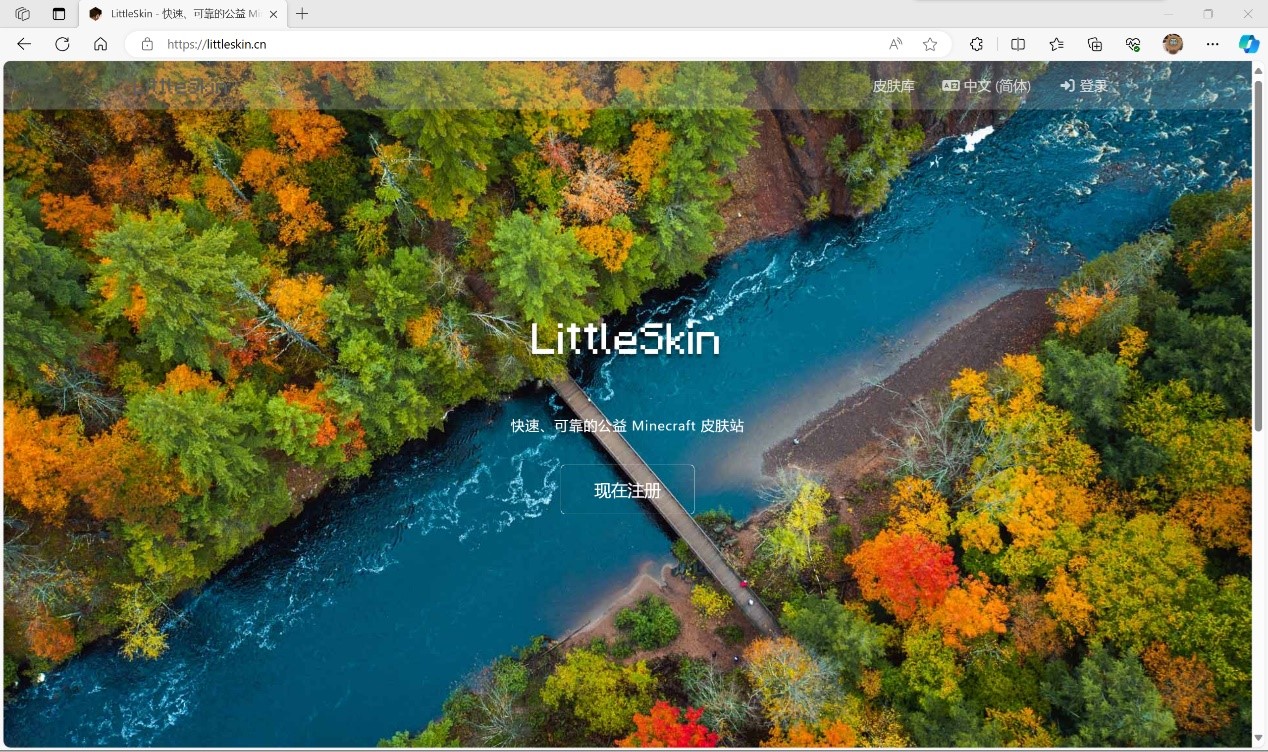 LittleSkin - 快速、可靠的公益 Mi
https://littleskin.cn
LittleSkin
皮肤库
中文 (简体)
登录
LittleSkin
快速、可靠的公益 Minecraft 皮肤站
现在注册